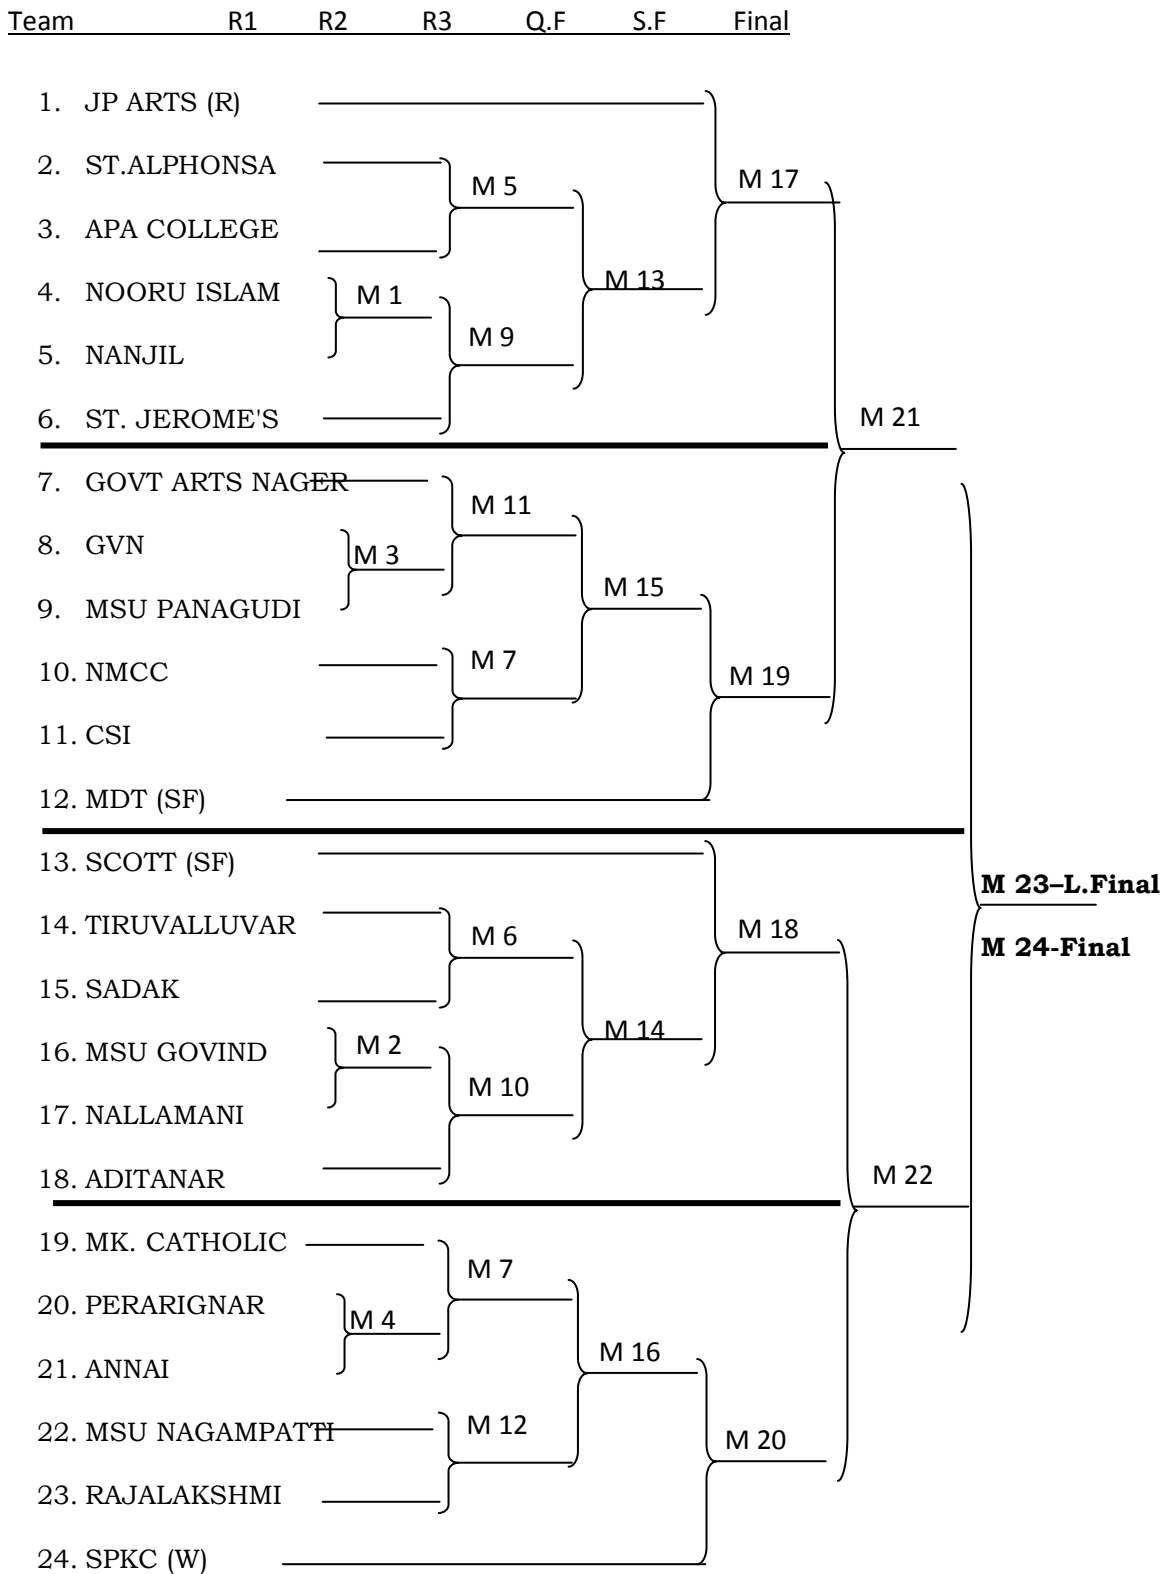 Team R1 R2 R3 Q.F S.F Final
1. JP ARTS (R)
2. ST.ALPHONSA
M 5
M 17
3. APA COLLEGE
4. NOORU ISLAM
M 1
M 13
M 9
5. NANJIL
6. ST. JEROME'S
M 21
7. GOVT ARTS NAGER
M 11
8. GVN
M 3
M 15
9. MSU PANAGUDI
10. NMCC
M 7
M 19
11. CSI
12. MDT (SF)
13. SCOTT (SF)
M 23–L.Final
14. TIRUVALLUVAR
M 6
M 18
M 24-Final
15. SADAK
16. MSU GOVIND
M 2
M 14
M 10
17. NALLAMANI
18. ADITANAR
M 22
19. MK. CATHOLIC
M 7
20. PERARIGNAR
M 4
M 16
21. ANNAI
22. MSU NAGAMPATTI
M 12
M 20
23. RAJALAKSHMI
24. SPKC (W)